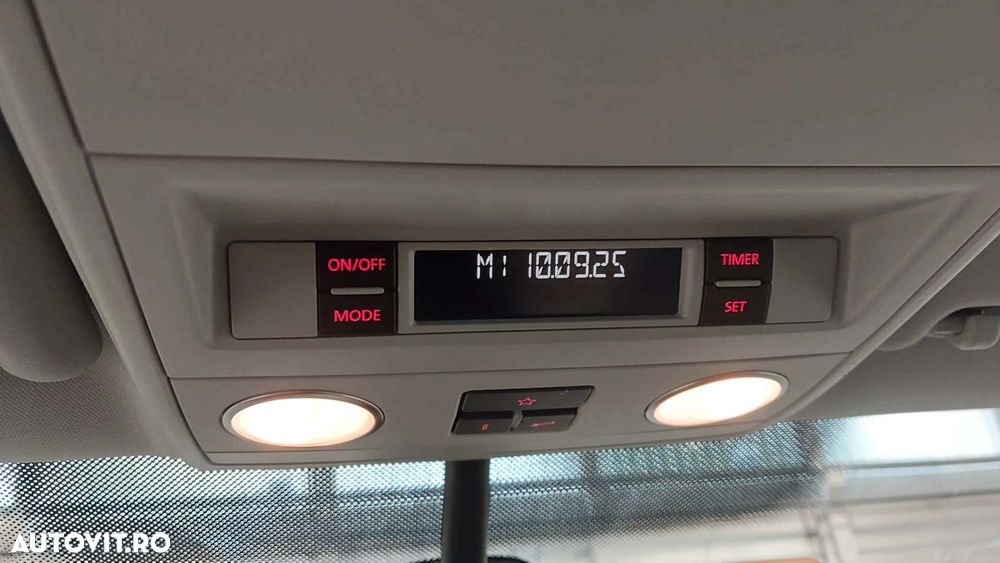 ON/OFF
MODE
MI 10.09.25
TIMER
SET
AUTOVIT.RO